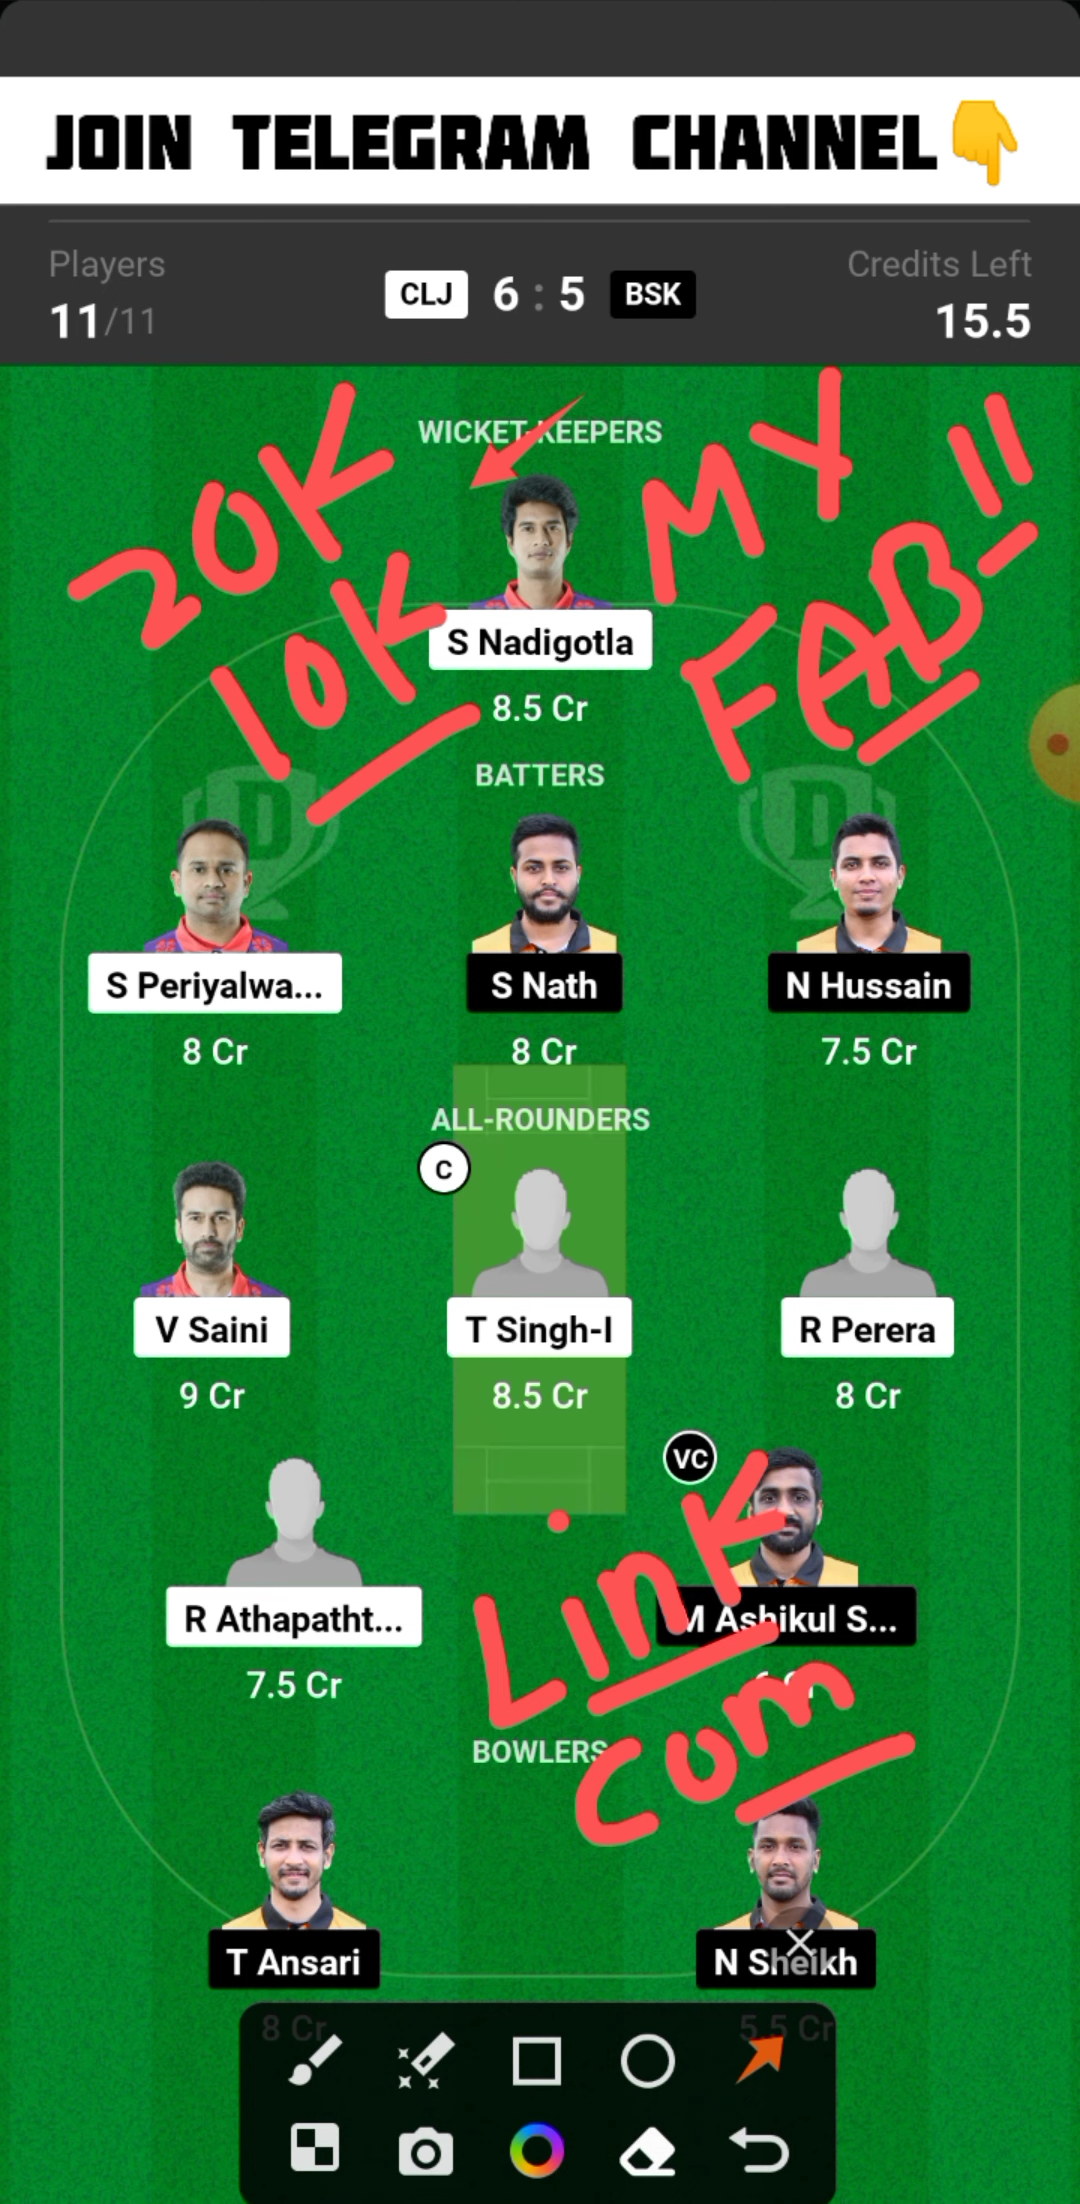 JOIN TELEGRAM CHANNEL👇
Players
Credits Left
11/11
CLJ 6 : 5 BSK
15.5
WICKET-KEEPERS
20K
10K
MY
FAB!!
S Nadigotla
8.5 Cr
BATTERS
S Periyalwa...
S Nath
N Hussain
8 Cr
8 Cr
7.5 Cr
ALL-ROUNDERS
C
V Saini
T Singh-I
R Perera
9 Cr
8.5 Cr
8 Cr
VC
R Athapatht...
M Ashikul S...
7.5 Cr
LinK
Com
BOWLERS
T Ansari
N Sheikh
8 Cr
5.5 Cr